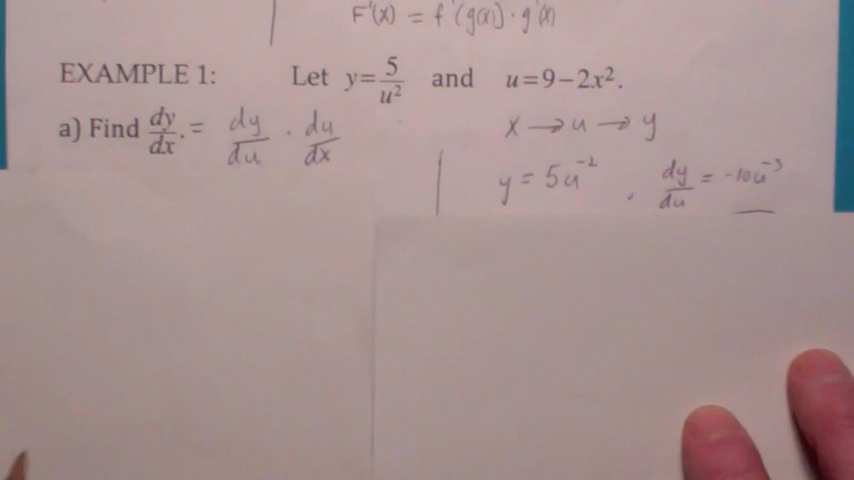 F'(x) = f'(g(x)) · g'(x)
EXAMPLE 1: Let y = 5/u² and u = 9 − 2x².
a) Find dy/dx. = dy/du · du/dx
x → u → y
y = 5u⁻² , dy/du = -10u⁻³